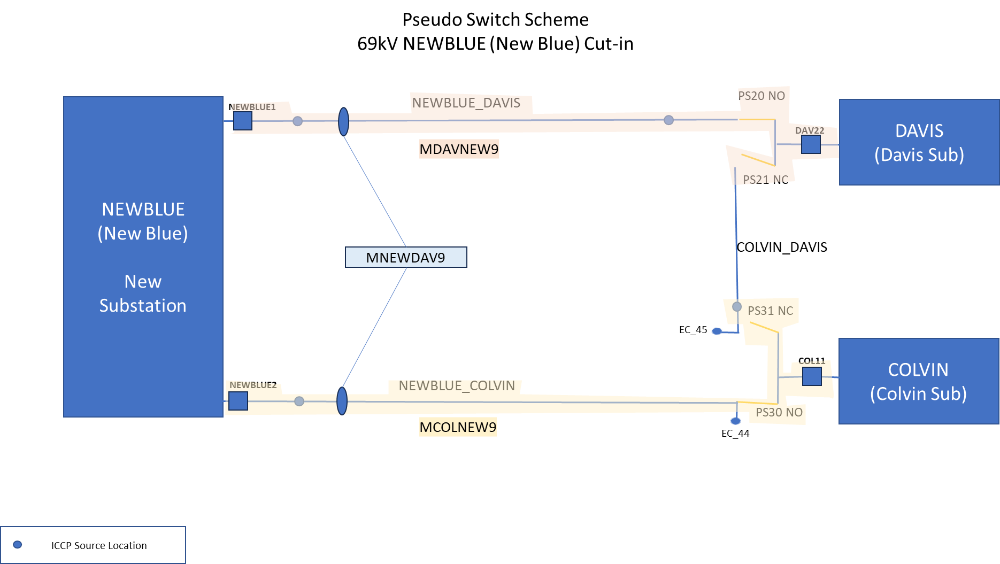 Pseudo Switch Scheme
69kV NEWBLUE (New Blue) Cut-in
NEWBLUE_DAVIS
PS20 NO
NEWBLUE1
DAV22
DAVIS
(Davis Sub)
MDAVNEW9
PS21 NC
NEWBLUE
(New Blue)
New
Substation
MNEWDAV9
COLVIN_DAVIS
PS31 NC
EC_45
COL11
COLVIN
(Colvin Sub)
NEWBLUE2
NEWBLUE_COLVIN
PS30 NO
MCOLNEW9
EC_44
ICCP Source Location